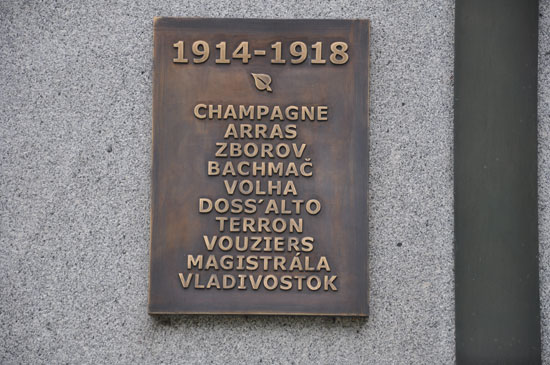 1914-1918
CHAMPAGNE
ARRAS
ZBOROV
BACHMAČ
VOLHA
DOSS´ALTO
TERRON
VOUZIERS
MAGISTRÁLA
VLADIVOSTOK